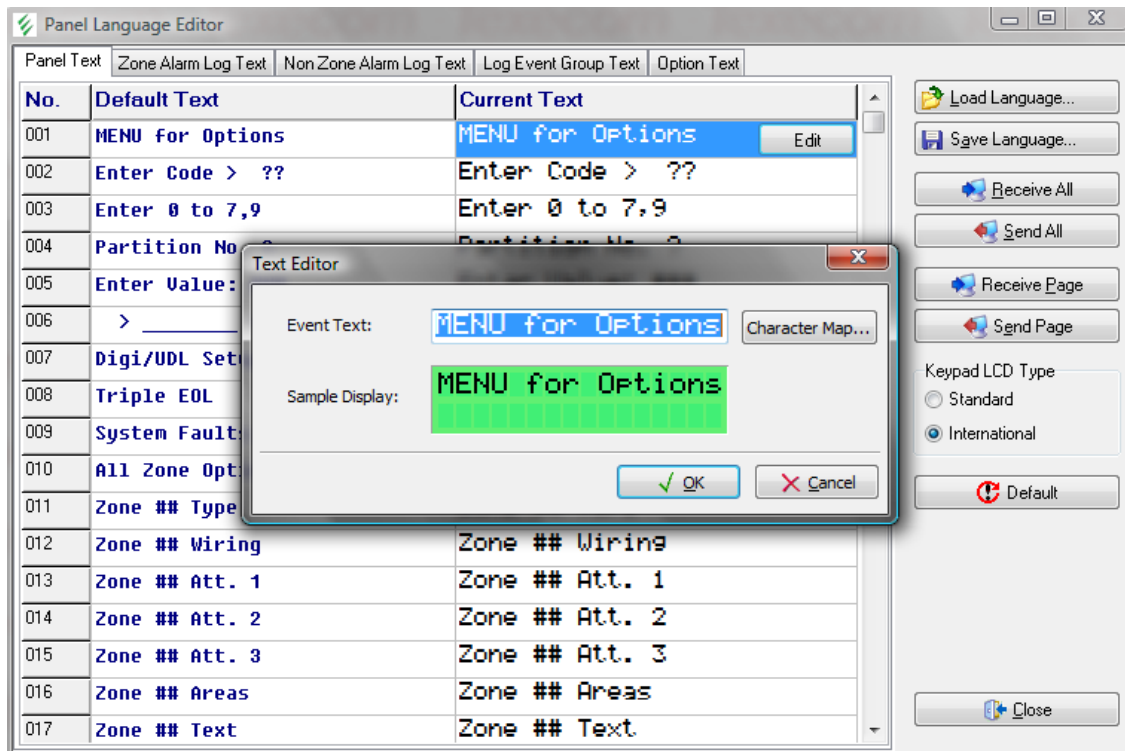 Panel Language Editor
Panel Text Zone Alarm Log Text Non Zone Alarm Log Text Log Event Group Text Option Text
No. Default Text Current Text
001 MENU for Options MENU for Options Edit
002 Enter Code > ?? Enter Code > ??
003 Enter 0 to 7,9 Enter 0 to 7,9
004 Partition No. ? Partition No. ?
005 Enter Value:
006 > _______
007 Digi/UDL
008 Triple EOL
009 System
010 All Zone
011 Zone ## Type
012 Zone ## Wiring Zone ## Wiring
013 Zone ## Att. 1 Zone ## Att. 1
014 Zone ## Att. 2 Zone ## Att. 2
015 Zone ## Att. 3 Zone ## Att. 3
016 Zone ## Areas Zone ## Areas
017 Zone ## Text Zone ## Text
Text Editor
Event Text: MENU for Options Character Map...
Sample Display: MENU for Options
OK Cancel
Load Language...
Save Language...
Receive All
Send All
Receive Page
Send Page
Keypad LCD Type
Standard
International
Default
Close